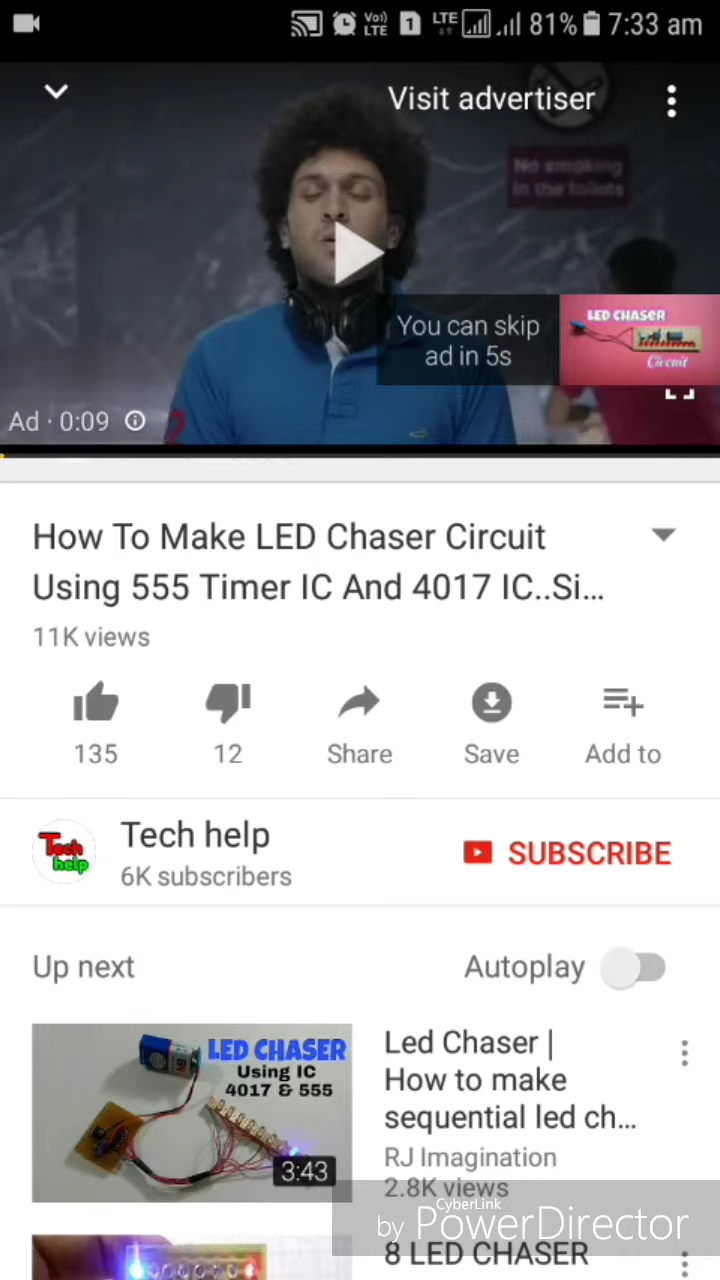 Vo))
LTE
1
LTE
81%
7:33 am
Visit advertiser
No smoking
in the toilets
You can skip
ad in 5s
LED CHASER
Circuit
Ad · 0:09
How To Make LED Chaser Circuit
Using 555 Timer IC And 4017 IC..Si...
11K views
135
12
Share
Save
Add to
Tech
help
Tech help
6K subscribers
SUBSCRIBE
Up next
Autoplay
LED CHASER
Using IC
4017 & 555
3:43
Led Chaser |
How to make
sequential led ch...
RJ Imagination
2.8K views
CyberLink
by PowerDirector
8 LED CHASER